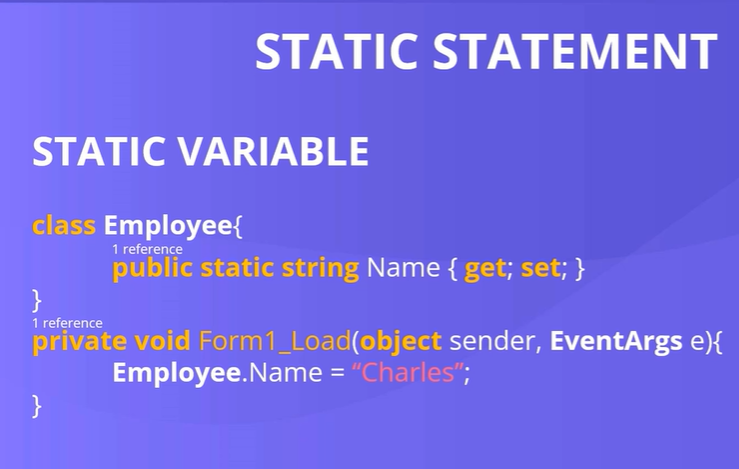 STATIC STATEMENT
STATIC VARIABLE
class Employee{
1 reference
public static string Name { get; set; }
}
1 reference
private void Form1_Load(object sender, EventArgs e){
Employee.Name = “Charles”;
}